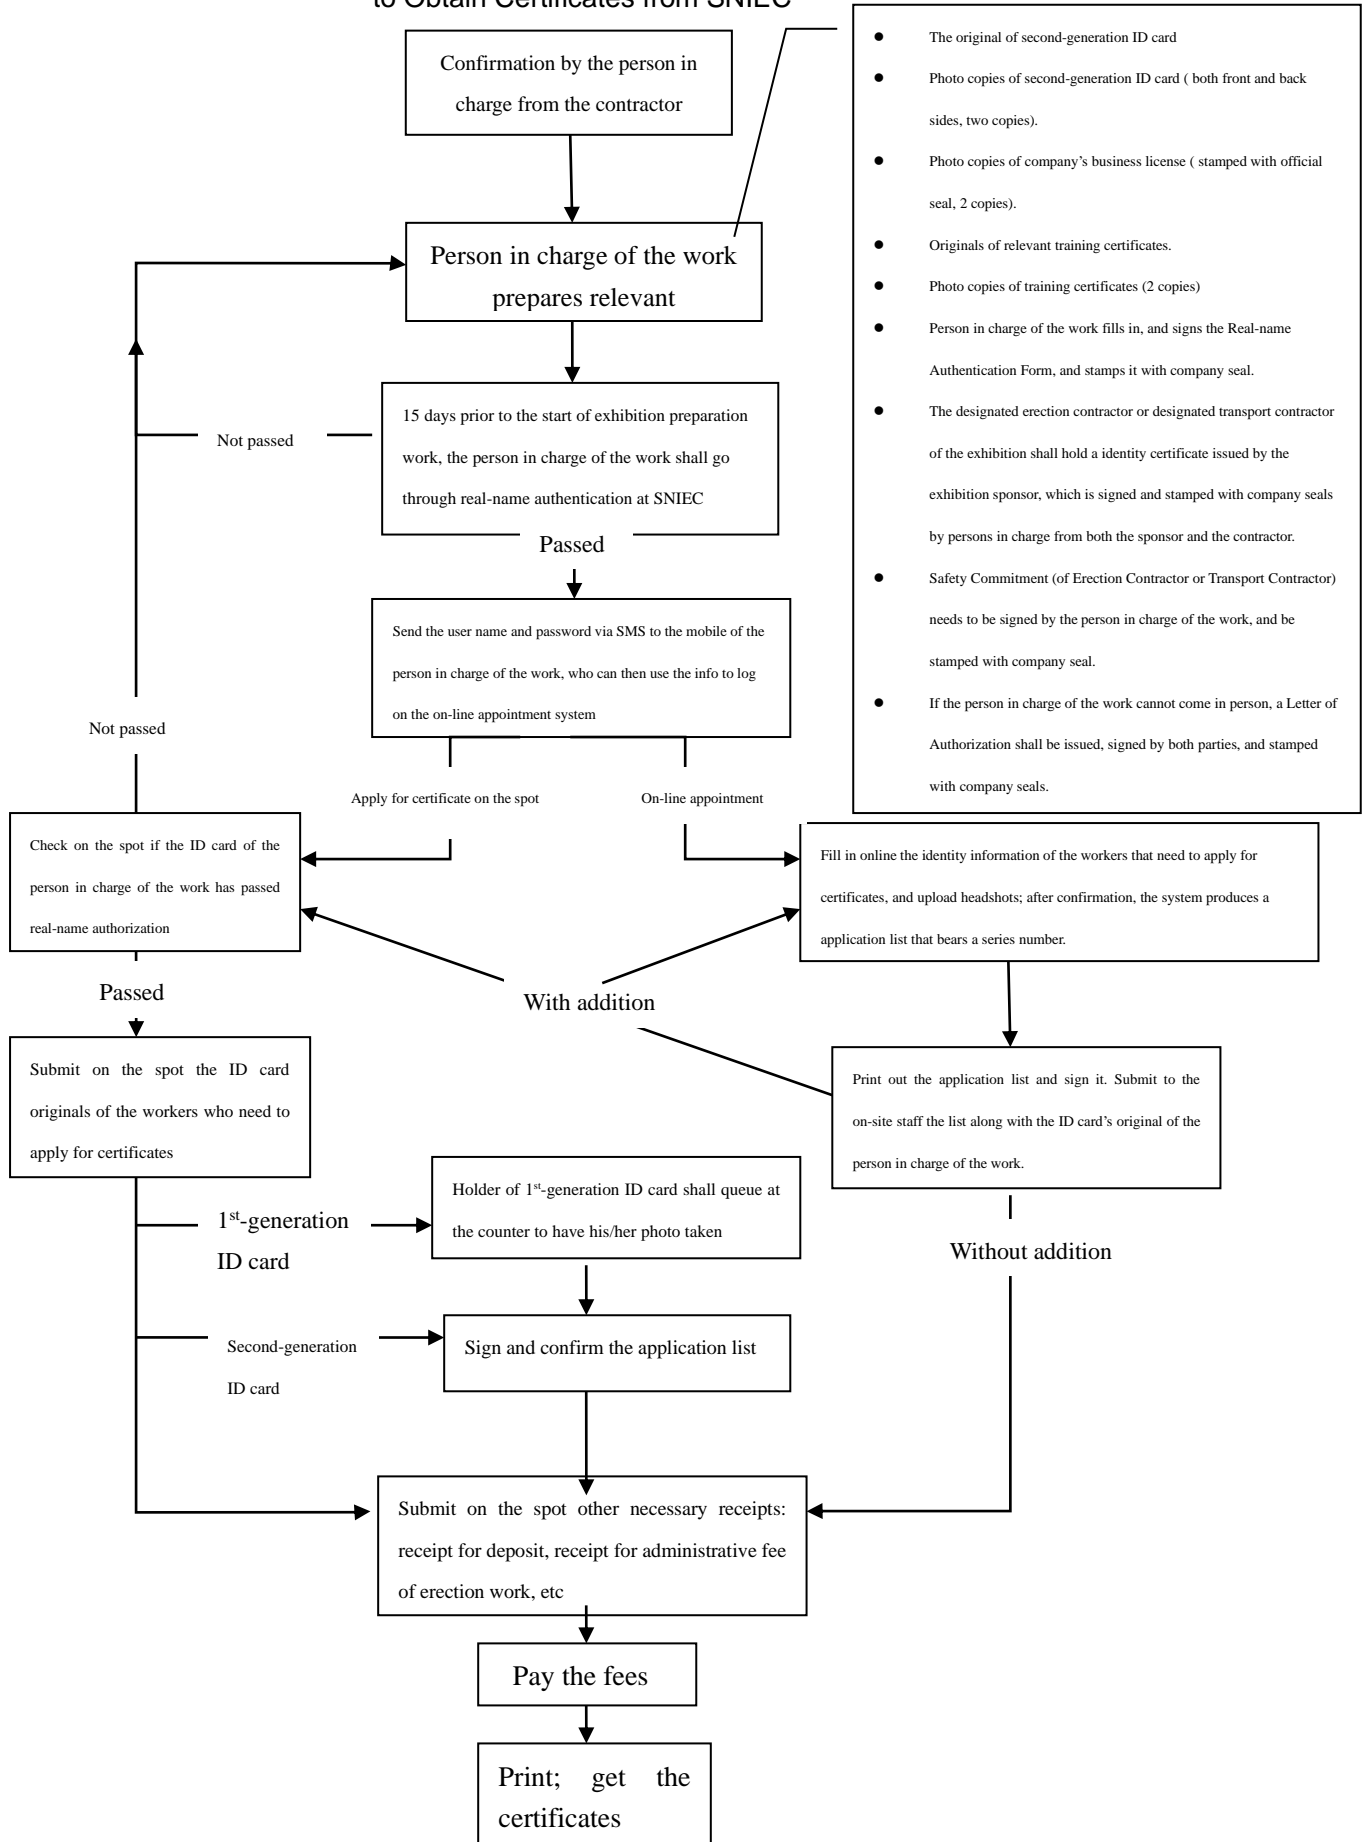 to Obtain Certificates from SNIEC
Confirmation by the person in
charge from the contractor
● The original of second-generation ID card
● Photo copies of second-generation ID card ( both front and back
sides, two copies).
● Photo copies of company’s business license ( stamped with official
seal, 2 copies).
● Originals of relevant training certificates.
● Photo copies of training certificates (2 copies)
● Person in charge of the work fills in, and signs the Real-name
Authentication Form, and stamps it with company seal.
● The designated erection contractor or designated transport contractor
of the exhibition shall hold a identity certificate issued by the
exhibition sponsor, which is signed and stamped with company seals
by persons in charge from both the sponsor and the contractor.
● Safety Commitment (of Erection Contractor or Transport Contractor)
needs to be signed by the person in charge of the work, and be
stamped with company seal.
● If the person in charge of the work cannot come in person, a Letter of
Authorization shall be issued, signed by both parties, and stamped
with company seals.
Person in charge of the work
prepares relevant
15 days prior to the start of exhibition preparation
work, the person in charge of the work shall go
through real-name authentication at SNIEC
Not passed
Passed
Send the user name and password via SMS to the mobile of the
person in charge of the work, who can then use the info to log
on the on-line appointment system
Not passed
Apply for certificate on the spot
On-line appointment
Check on the spot if the ID card of the
person in charge of the work has passed
real-name authorization
Fill in online the identity information of the workers that need to apply for
certificates, and upload headshots; after confirmation, the system produces a
application list that bears a series number.
Passed
With addition
Submit on the spot the ID card
originals of the workers who need to
apply for certificates
Print out the application list and sign it. Submit to the
on-site staff the list along with the ID card’s original of the
person in charge of the work.
Holder of 1st-generation ID card shall queue at
the counter to have his/her photo taken
1st-generation
ID card
Without addition
Second-generation
ID card
Sign and confirm the application list
Submit on the spot other necessary receipts:
receipt for deposit, receipt for administrative fee
of erection work, etc
Pay the fees
Print; get the
certificates